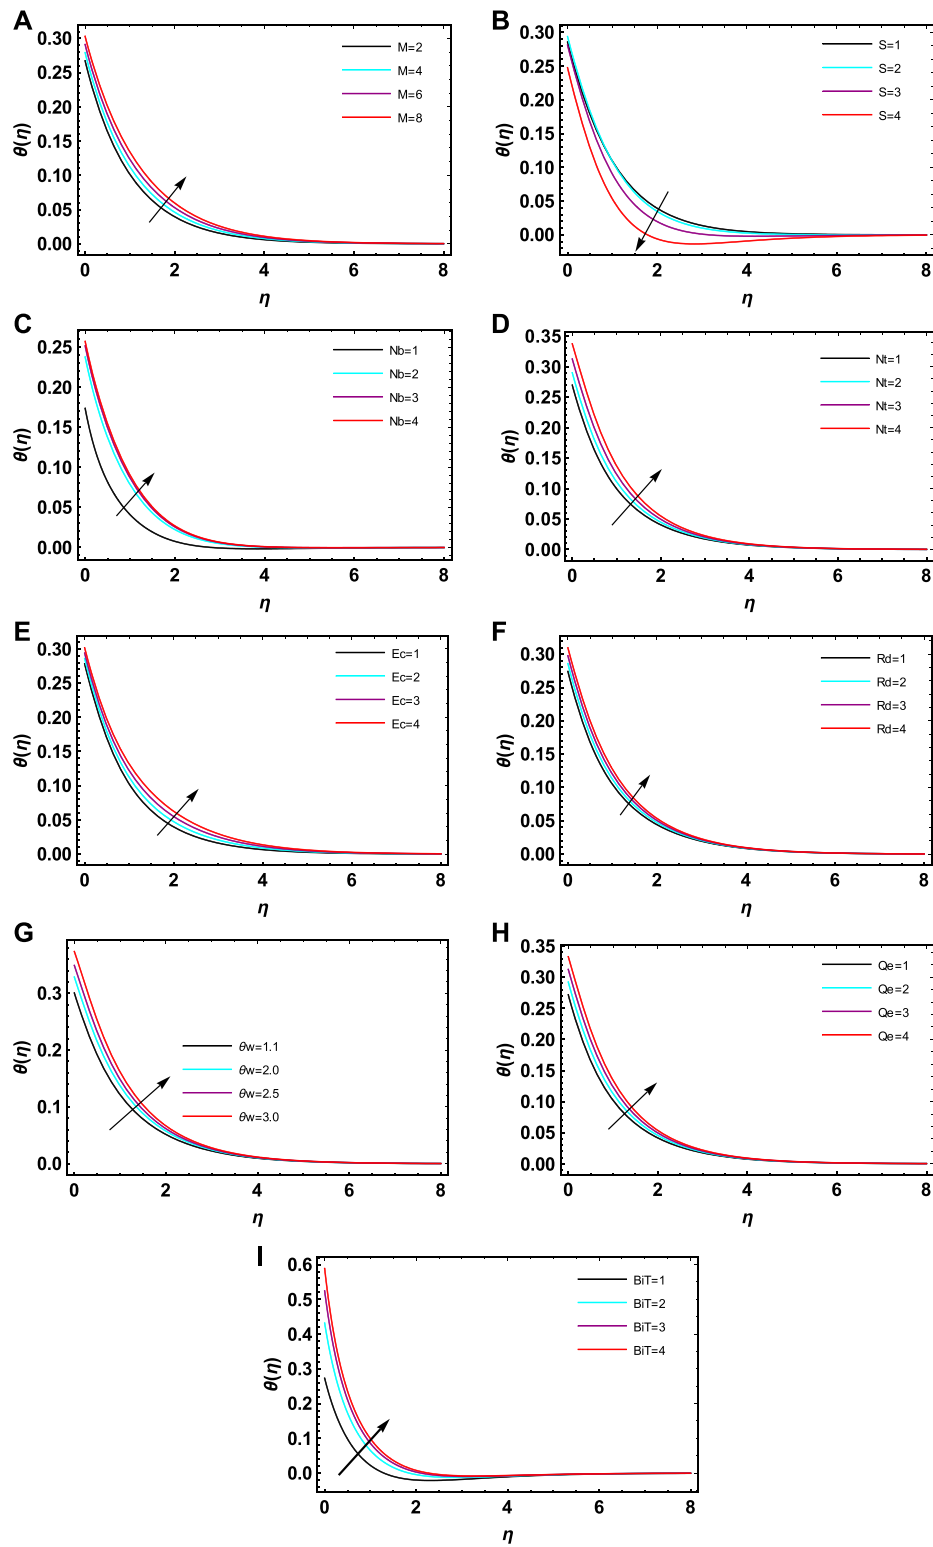 A
θ(η)
0.30
0.25
0.20
0.15
0.10
0.05
0.00
M=2
M=4
M=6
M=8
0 2 4 6 8
η
B
θ(η)
0.30
0.25
0.20
0.15
0.10
0.05
0.00
S=1
S=2
S=3
S=4
0 2 4 6 8
η
C
θ(η)
0.25
0.20
0.15
0.10
0.05
0.00
Nb=1
Nb=2
Nb=3
Nb=4
0 2 4 6 8
η
D
θ(η)
0.35
0.30
0.25
0.20
0.15
0.10
0.05
0.00
Nt=1
Nt=2
Nt=3
Nt=4
0 2 4 6 8
η
E
θ(η)
0.30
0.25
0.20
0.15
0.10
0.05
0.00
Ec=1
Ec=2
Ec=3
Ec=4
0 2 4 6 8
η
F
θ(η)
0.30
0.25
0.20
0.15
0.10
0.05
0.00
Rd=1
Rd=2
Rd=3
Rd=4
0 2 4 6 8
η
G
θ(η)
0.3
0.2
0.1
0.0
θw=1.1
θw=2.0
θw=2.5
θw=3.0
0 2 4 6 8
η
H
θ(η)
0.35
0.30
0.25
0.20
0.15
0.10
0.05
0.00
Qe=1
Qe=2
Qe=3
Qe=4
0 2 4 6 8
η
I
θ(η)
0.6
0.5
0.4
0.3
0.2
0.1
0.0
BiT=1
BiT=2
BiT=3
BiT=4
0 2 4 6 8
η